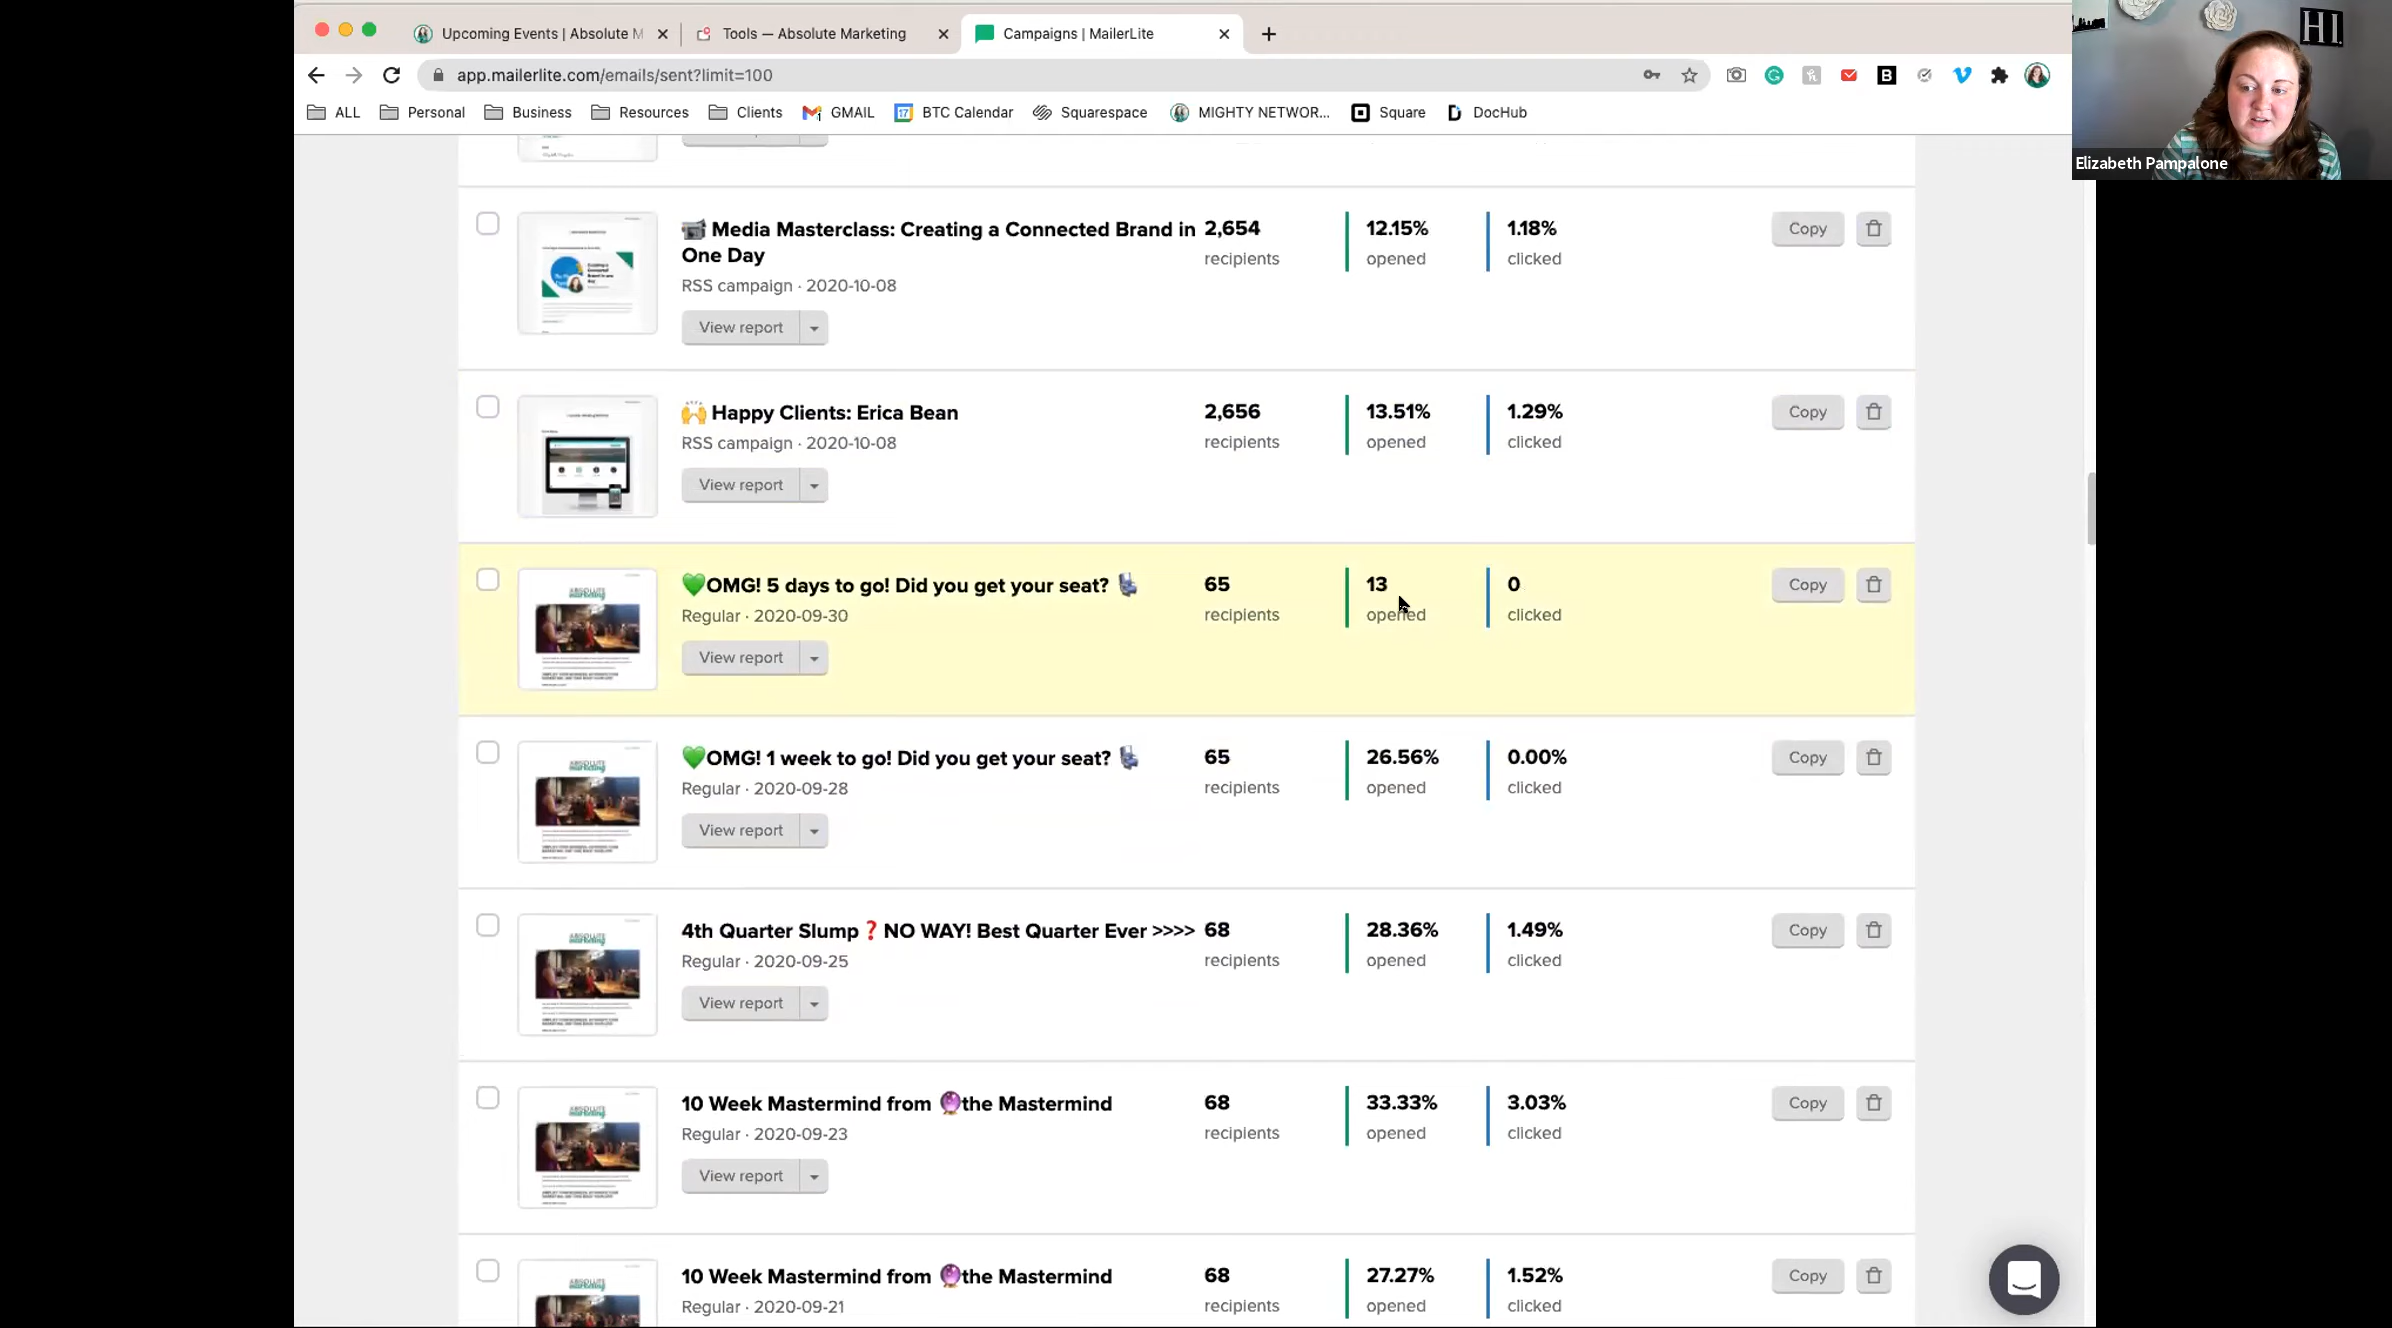 Upcoming Events | Absolute M
Tools — Absolute Marketing
Campaigns | MailerLite
app.mailerlite.com/emails/sent?limit=100
ALL
Personal
Business
Resources
Clients
GMAIL
BTC Calendar
Squarespace
MIGHTY NETWOR...
Square
DocHub
HI.
Elizabeth Pampalone
📹 Media Masterclass: Creating a Connected Brand in
One Day
RSS campaign · 2020-10-08
View report
2,654
recipients
12.15%
opened
1.18%
clicked
Copy
🙌 Happy Clients: Erica Bean
RSS campaign · 2020-10-08
View report
2,656
recipients
13.51%
opened
1.29%
clicked
Copy
💚OMG! 5 days to go! Did you get your seat? 💺
Regular · 2020-09-30
View report
65
recipients
13
opened
0
clicked
Copy
💚OMG! 1 week to go! Did you get your seat? 💺
Regular · 2020-09-28
View report
65
recipients
26.56%
opened
0.00%
clicked
Copy
4th Quarter Slump❓NO WAY! Best Quarter Ever >>>>
Regular · 2020-09-25
View report
68
recipients
28.36%
opened
1.49%
clicked
Copy
10 Week Mastermind from 🔮the Mastermind
Regular · 2020-09-23
View report
68
recipients
33.33%
opened
3.03%
clicked
Copy
10 Week Mastermind from 🔮the Mastermind
Regular · 2020-09-21
68
recipients
27.27%
opened
1.52%
clicked
Copy